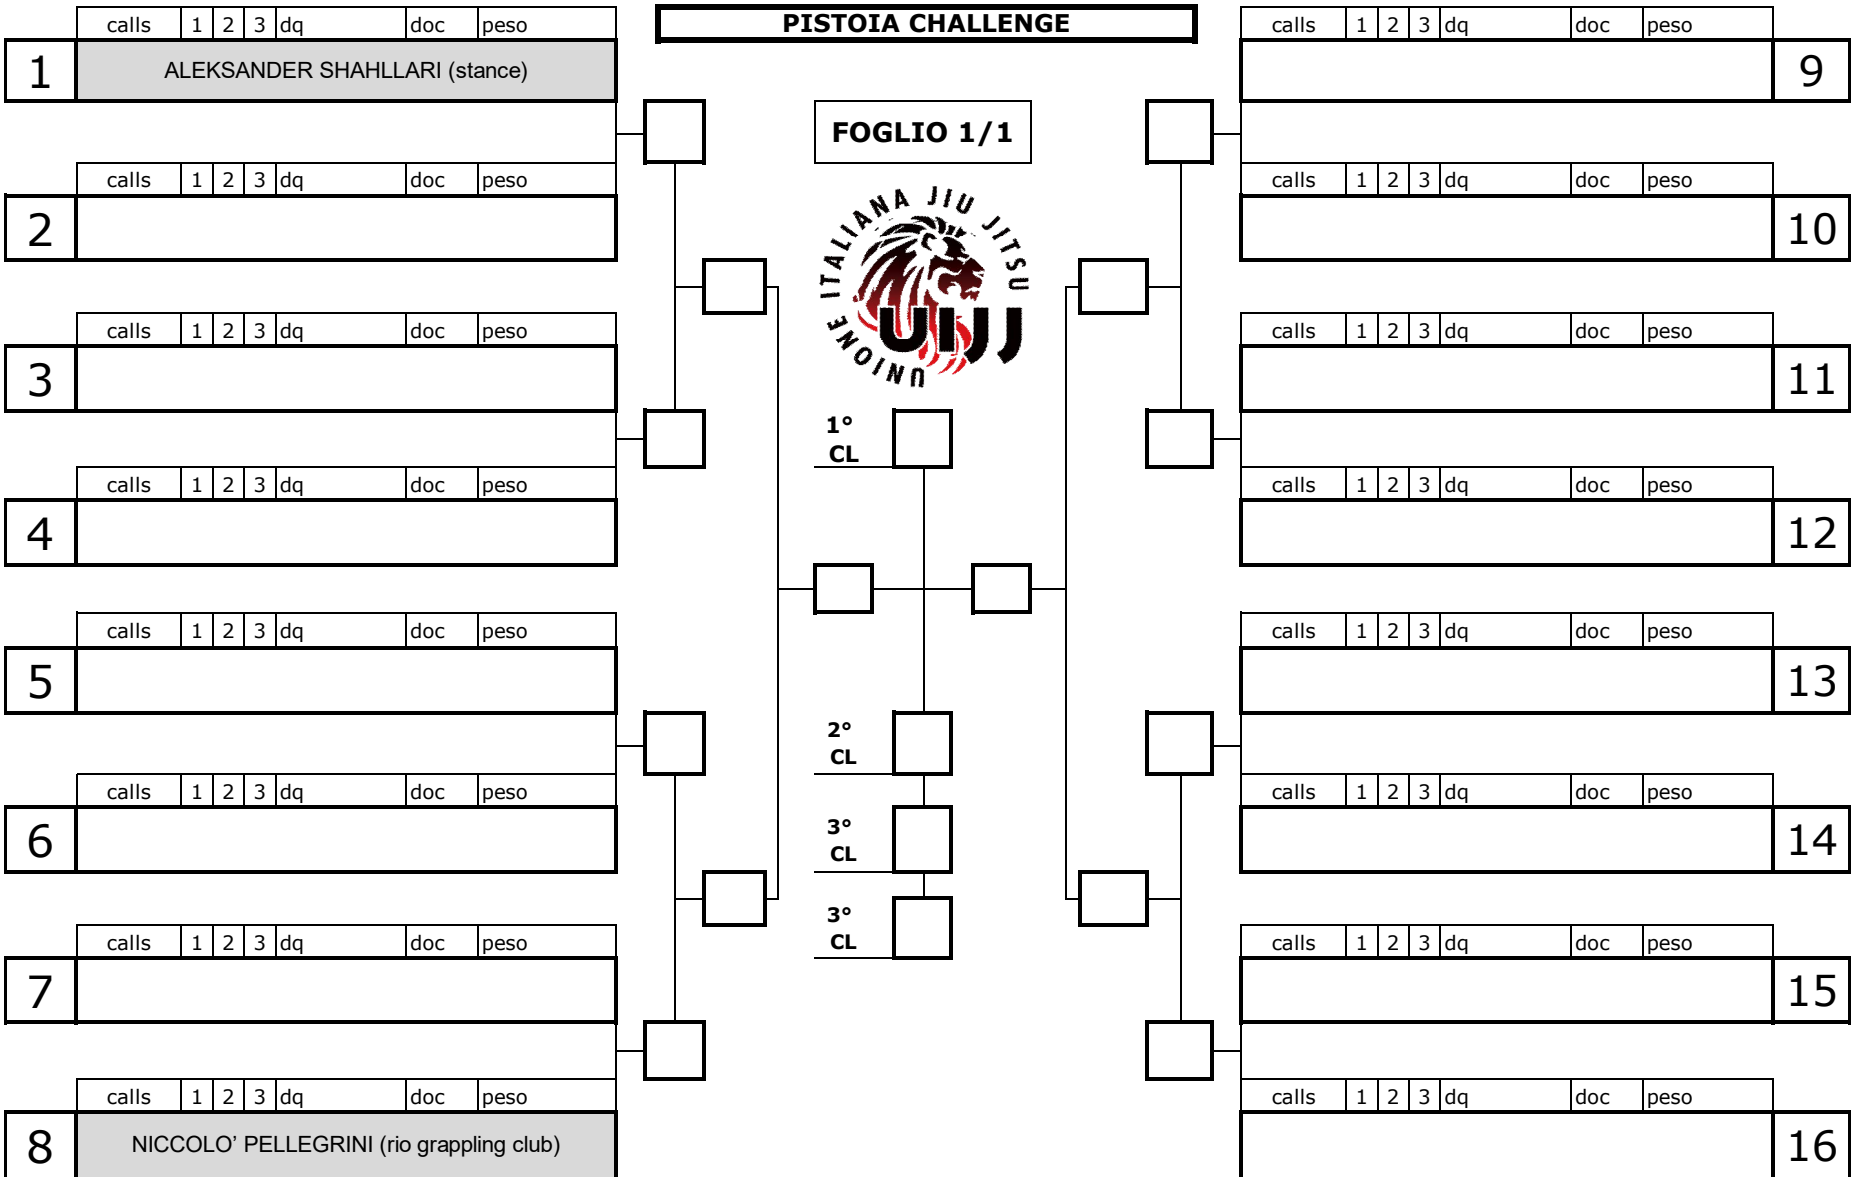 PISTOIA CHALLENGE
FOGLIO 1/1
UNIONE ITALIANA JIU JITSU
UIJJ
calls 1 2 3 dq doc peso
1 ALEKSANDER SHAHLLARI (stance)
calls 1 2 3 dq doc peso
2
calls 1 2 3 dq doc peso
3
calls 1 2 3 dq doc peso
4
calls 1 2 3 dq doc peso
5
calls 1 2 3 dq doc peso
6
calls 1 2 3 dq doc peso
7
calls 1 2 3 dq doc peso
8 NICCOLO’ PELLEGRINI (rio grappling club)
1°
CL
2°
CL
3°
CL
3°
CL
calls 1 2 3 dq doc peso
9
calls 1 2 3 dq doc peso
10
calls 1 2 3 dq doc peso
11
calls 1 2 3 dq doc peso
12
calls 1 2 3 dq doc peso
13
calls 1 2 3 dq doc peso
14
calls 1 2 3 dq doc peso
15
calls 1 2 3 dq doc peso
16